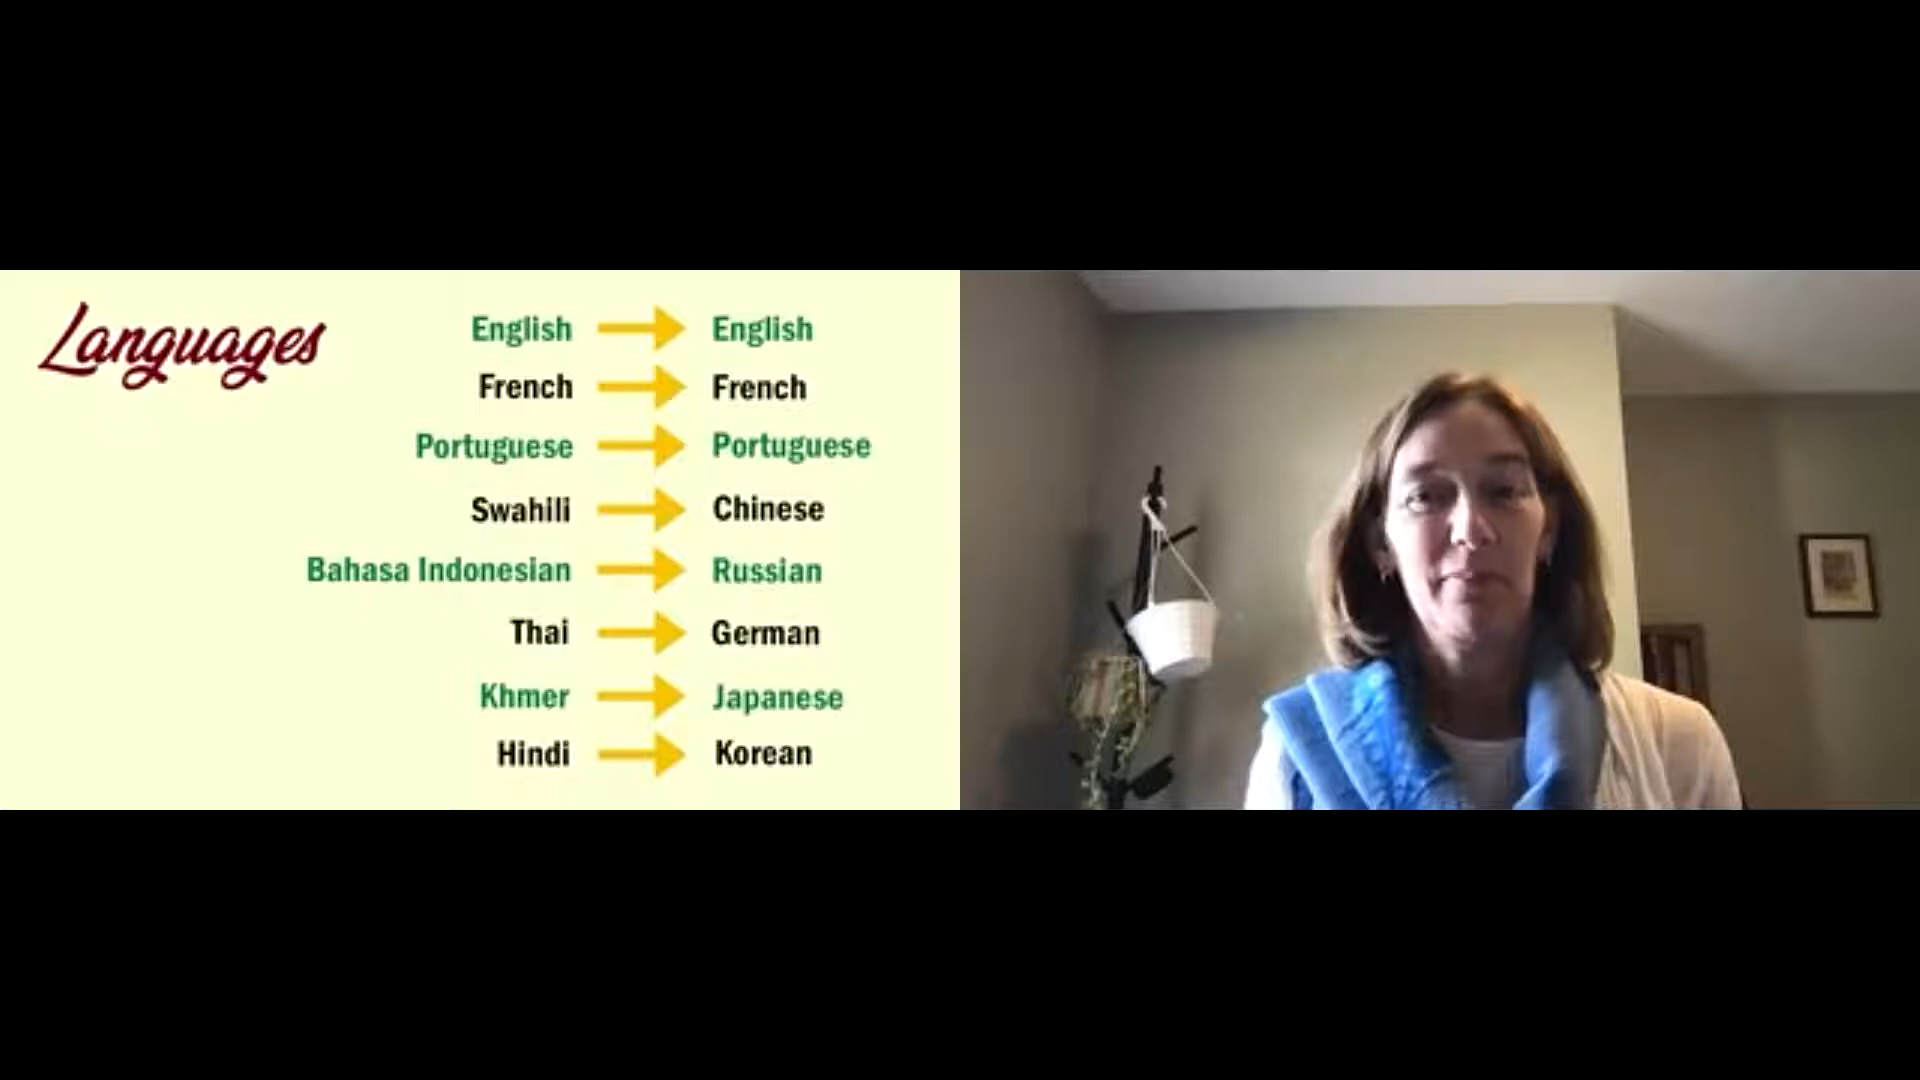 Languages
English → English
French → French
Portuguese → Portuguese
Swahili → Chinese
Bahasa Indonesian → Russian
Thai → German
Khmer → Japanese
Hindi → Korean